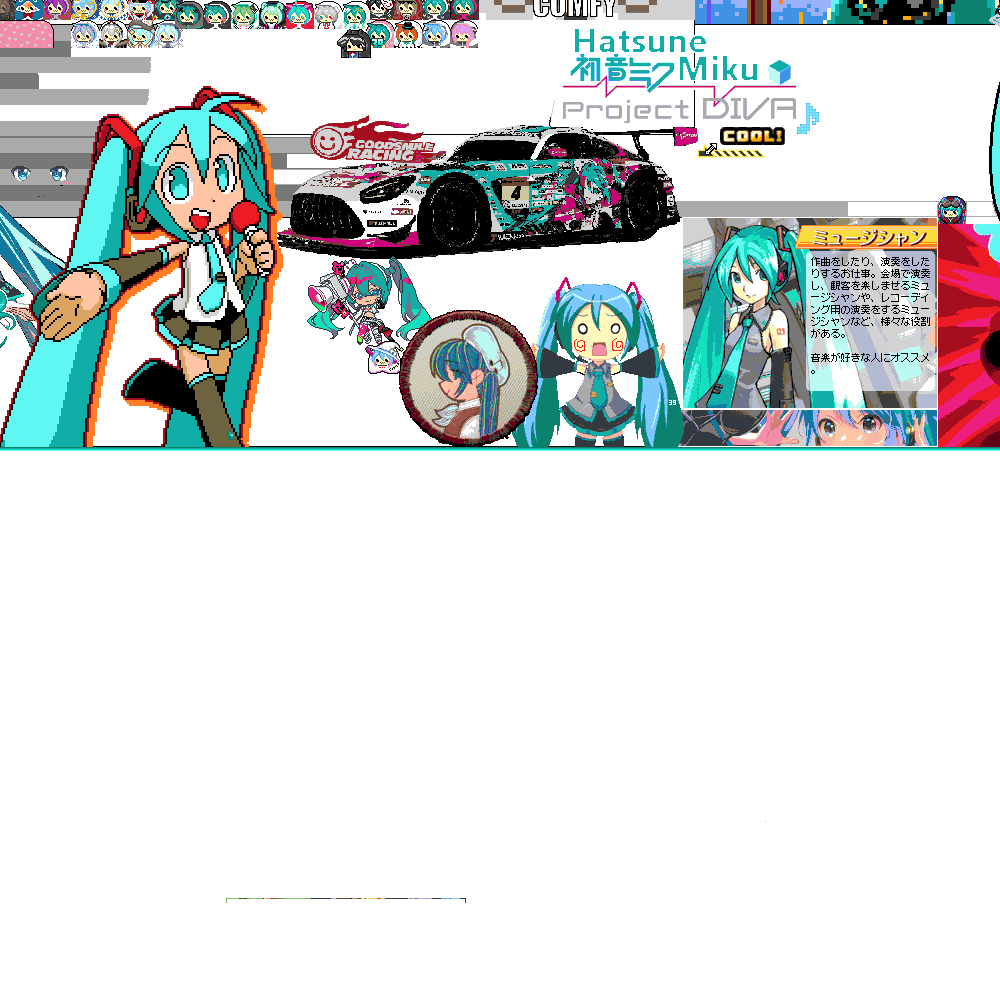 COMFY
Hatsune
初音ミク Miku
Project DIVA
COOL!
GOODSMILE
RACING
4
ミュージシャン
作曲をしたり、演奏をした
りするお仕事。会場で演奏
し、観客を楽しませるミュ
ージシャンや、レコーディ
ング用の演奏をするミュー
ジシャンなど、様々な役割
がある。
音楽が好きな人にオススメ
。
39